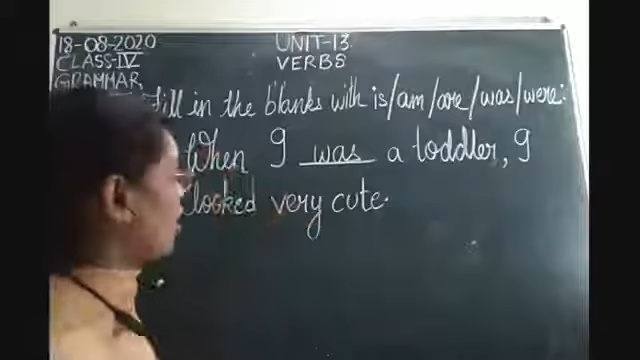 18-08-2020
UNIT-13
CLASS-IV
VERBS
GRAMMAR
Fill in the blanks with is/am/are/was/were:
When I was a toddler, I
looked very cute.